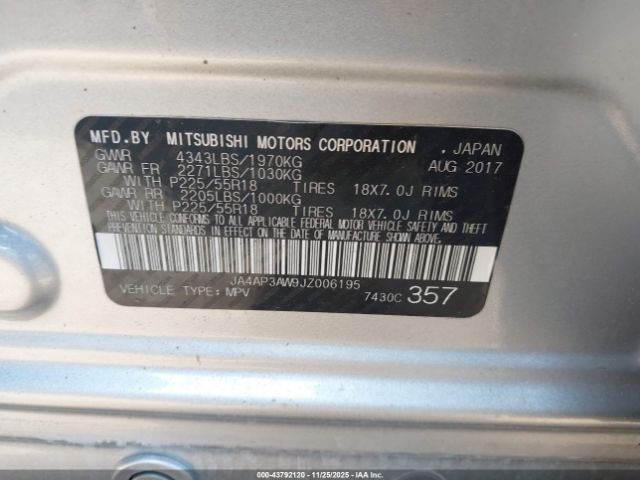 MFD.BY MITSUBISHI MOTORS CORPORATION . JAPAN
GVWR 4343LBS/1970KG AUG 2017
GAWR FR 2271LBS/1030KG
WITH P225/55R18 TIRES 18X7.0J RIMS
GAWR RR 2205LBS/1000KG
WITH P225/55R18 TIRES 18X7.0J RIMS
THIS VEHICLE CONFORMS TO ALL APPLICABLE FEDERAL MOTOR VEHICLE SAFETY AND THEFT
PREVENTION STANDARDS IN EFFECT ON THE DATE OF MANUFACTURE SHOWN ABOVE.
JA4AP3AW9JZ006195
VEHICLE TYPE: MPV 7430C 357
00-43792120 - 11/25/2025 - IAAI.COM